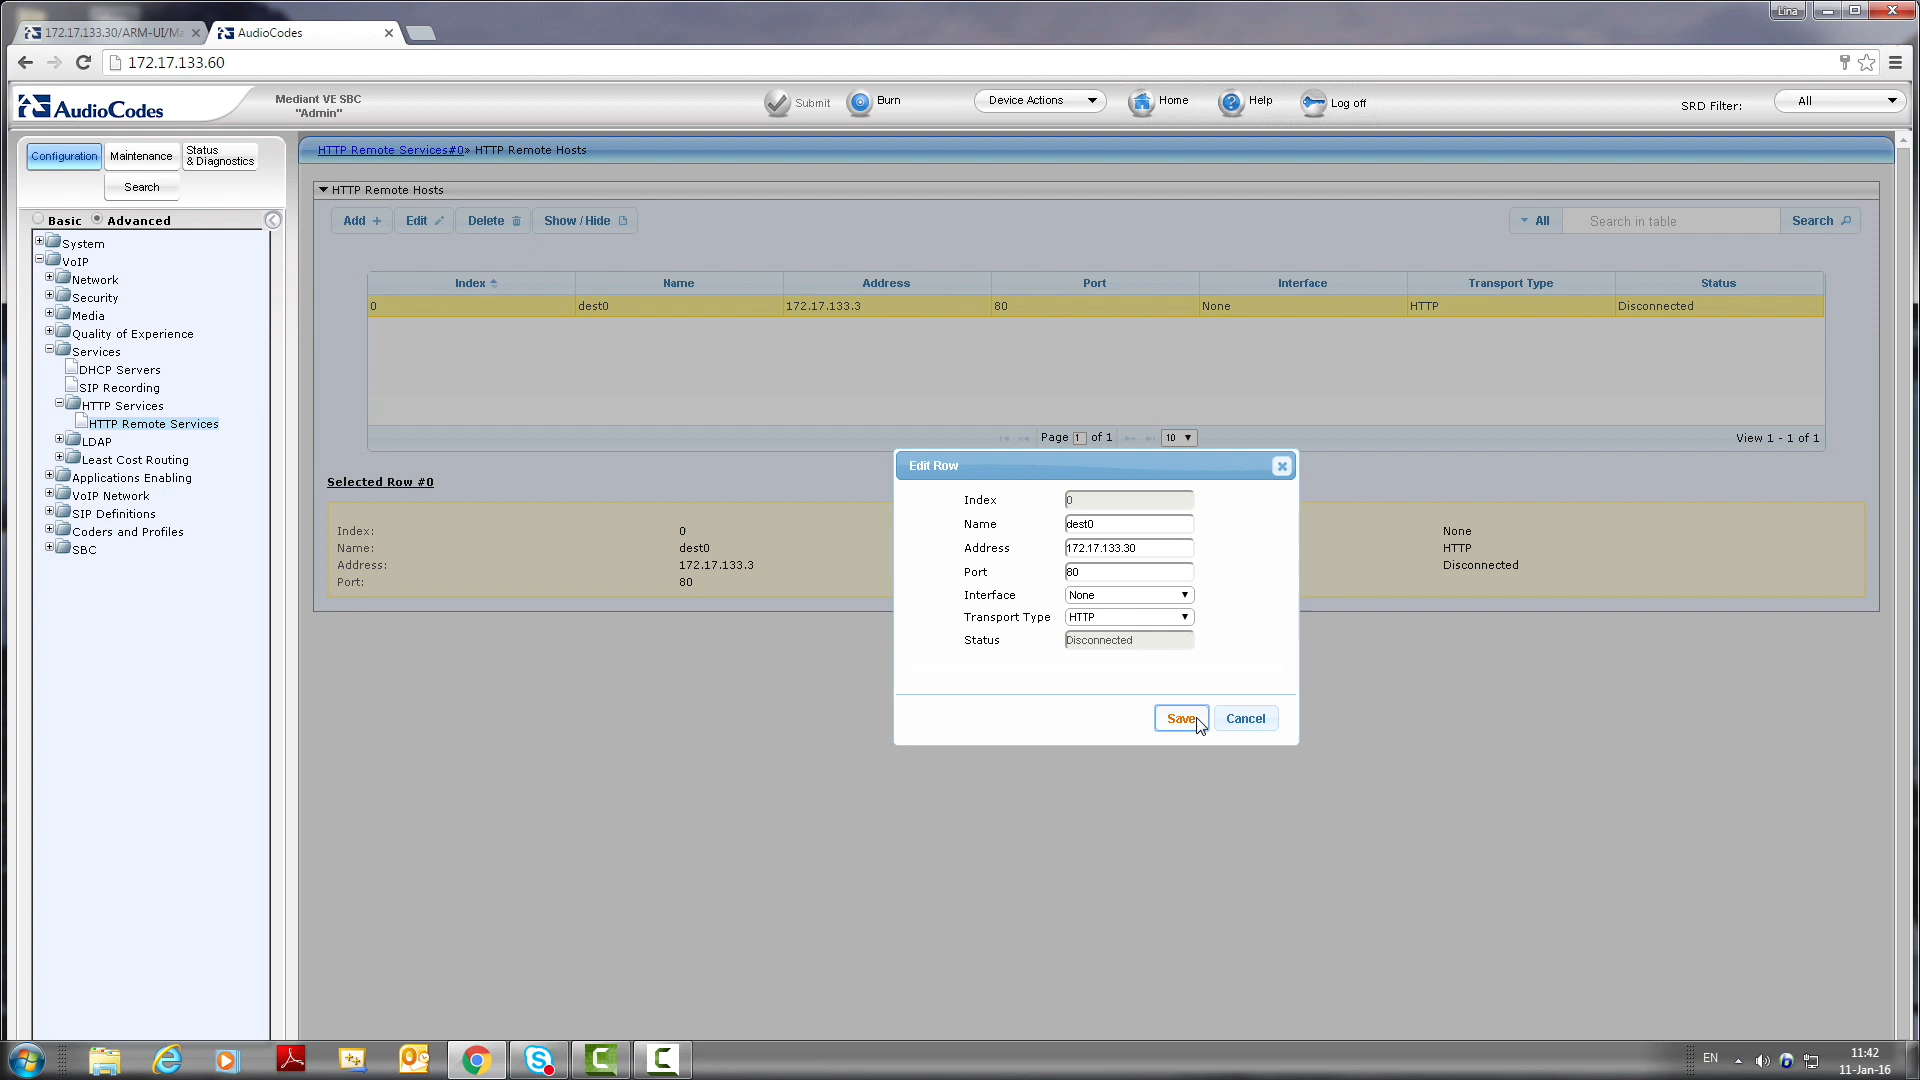 Lina
172.17.133.30/ARM-UI/Ma
AudioCodes
172.17.133.60
AudioCodes
Mediant VE SBC
"Admin"
Submit
Burn
Device Actions
Home
Help
Log off
SRD Filter:
All
Configuration
Maintenance
Status
& Diagnostics
Search
Basic
Advanced
System
VoIP
Network
Security
Media
Quality of Experience
Services
DHCP Servers
SIP Recording
HTTP Services
HTTP Remote Services
LDAP
Least Cost Routing
Applications Enabling
VoIP Network
SIP Definitions
Coders and Profiles
SBC
HTTP Remote Services#0» HTTP Remote Hosts
HTTP Remote Hosts
Add +
Edit
Delete
Show / Hide
All
Search in table
Search
Index Name Address Port Interface Transport Type Status
0 dest0 172.17.133.3 80 None HTTP Disconnected
Page 1 of 1
10
View 1 - 1 of 1
Selected Row #0
Index: 0
Name: dest0
Address: 172.17.133.3
Port: 80
None
HTTP
Disconnected
Edit Row
Index 0
Name dest0
Address 172.17.133.30
Port 80
Interface None
Transport Type HTTP
Status Disconnected
Save
Cancel
EN
11:42
11-Jan-16